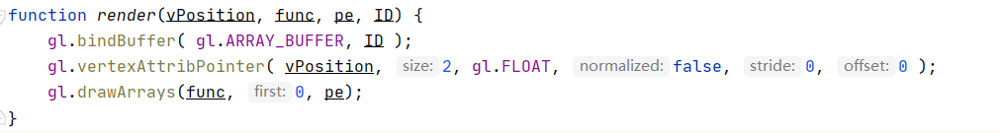 function render(vPosition, func, pe, ID) {
    gl.bindBuffer( gl.ARRAY_BUFFER, ID );
    gl.vertexAttribPointer( vPosition, size: 2, gl.FLOAT, normalized: false, stride: 0, offset: 0 );
    gl.drawArrays(func, first: 0, pe);
}